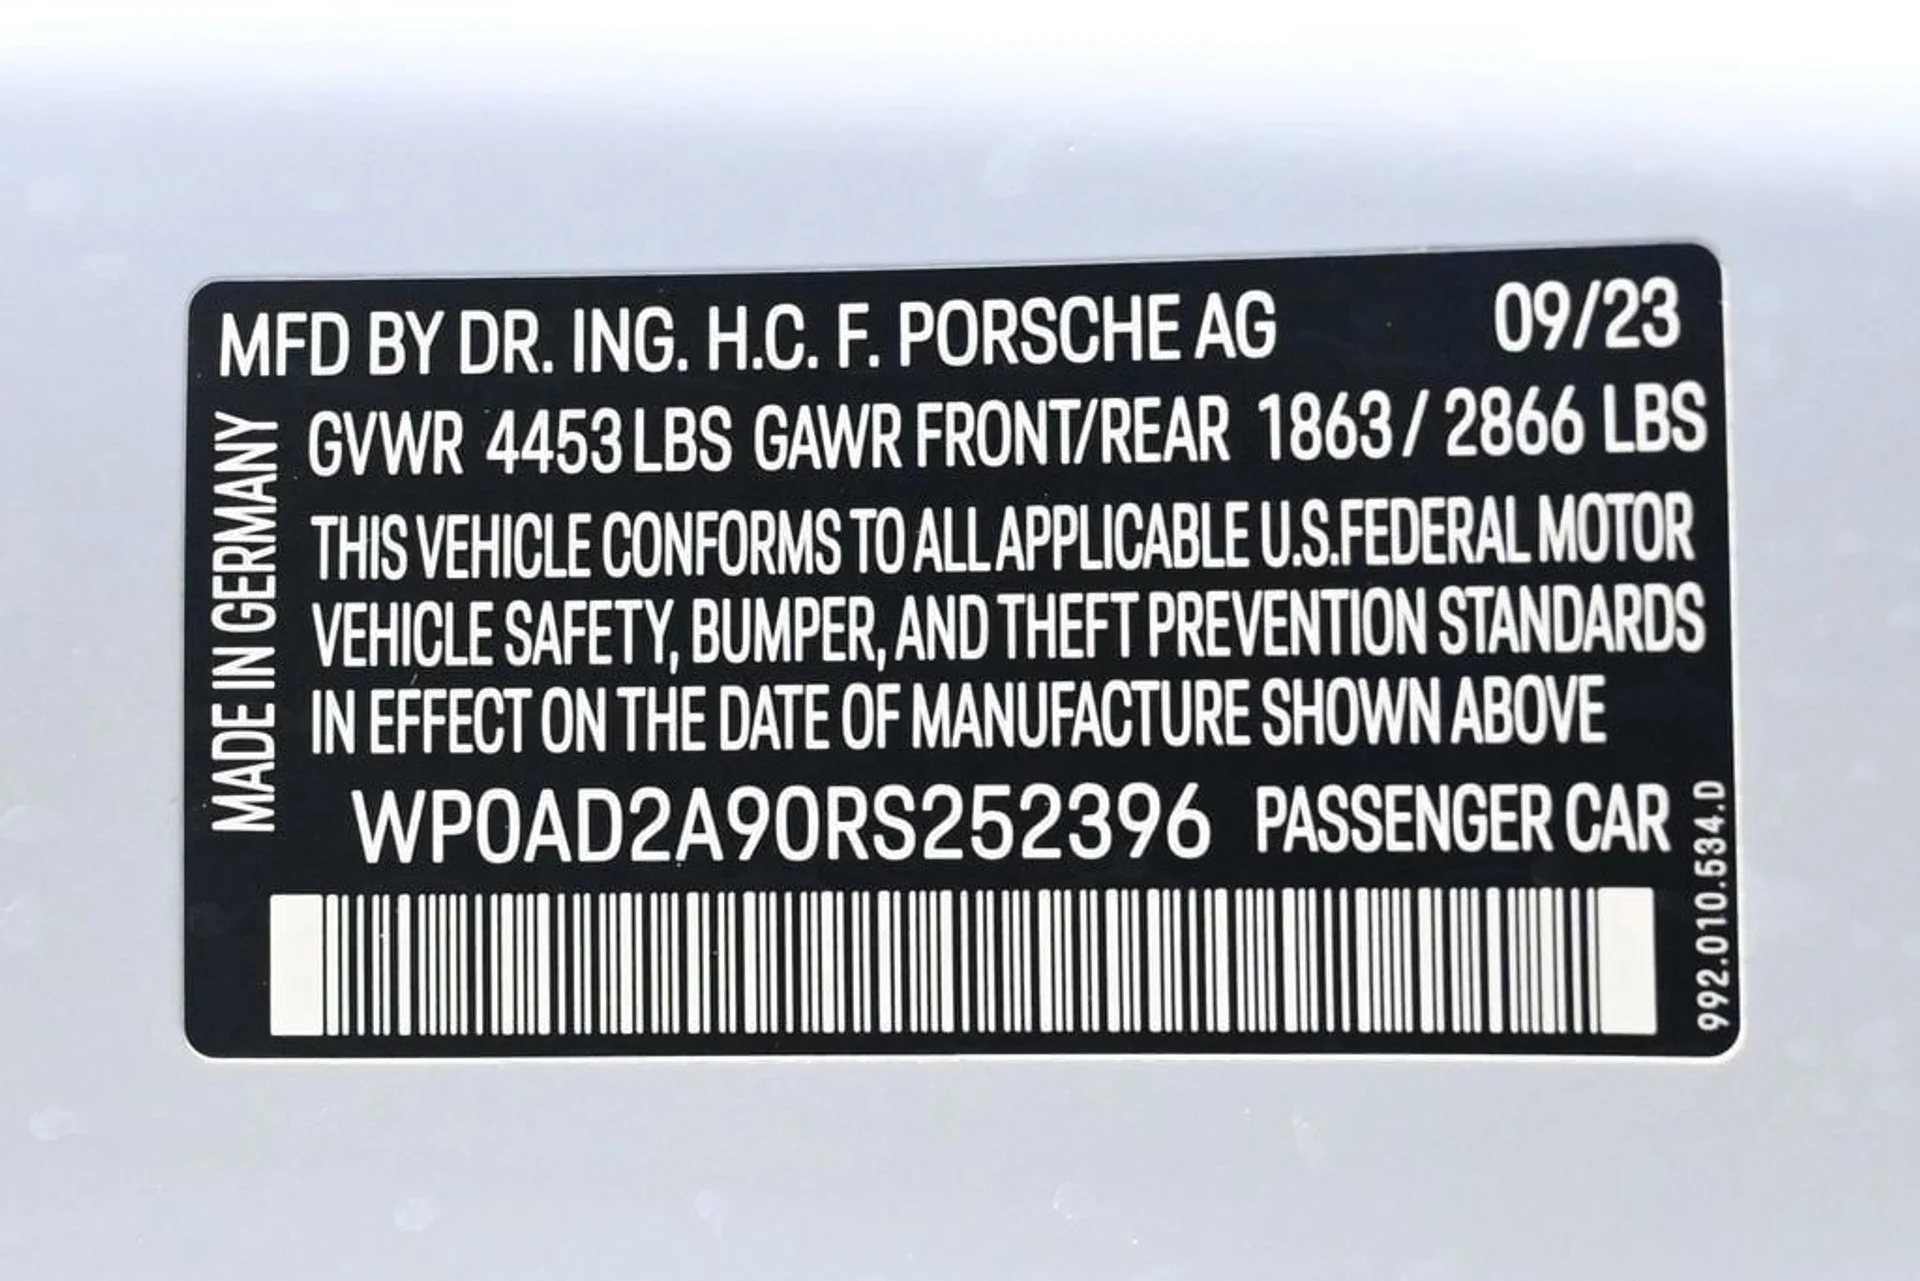 MFD BY DR. ING. H.C. F. PORSCHE AG 09/23
GVWR 4453 LBS GAWR FRONT/REAR 1863 / 2866 LBS
THIS VEHICLE CONFORMS TO ALL APPLICABLE U.S.FEDERAL MOTOR
VEHICLE SAFETY, BUMPER, AND THEFT PREVENTION STANDARDS
IN EFFECT ON THE DATE OF MANUFACTURE SHOWN ABOVE
WP0AD2A90RS252396 PASSENGER CAR
MADE IN GERMANY
992.010.534.D